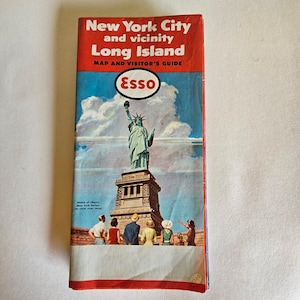 New York City
and vicinity
Long Island
MAP AND VISITOR'S GUIDE
Esso